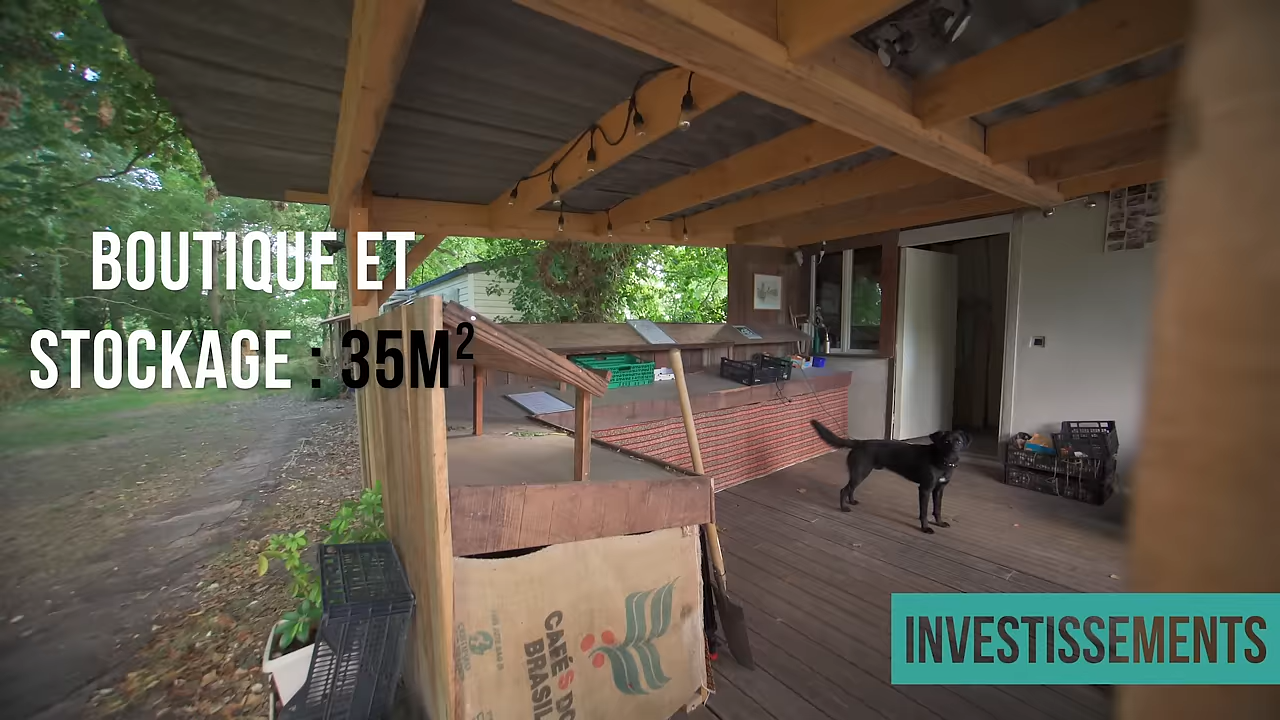 BOUTIQUE ET
STOCKAGE : 35M²
INVESTISSEMENTS
CAFÉS DO
BRASIL